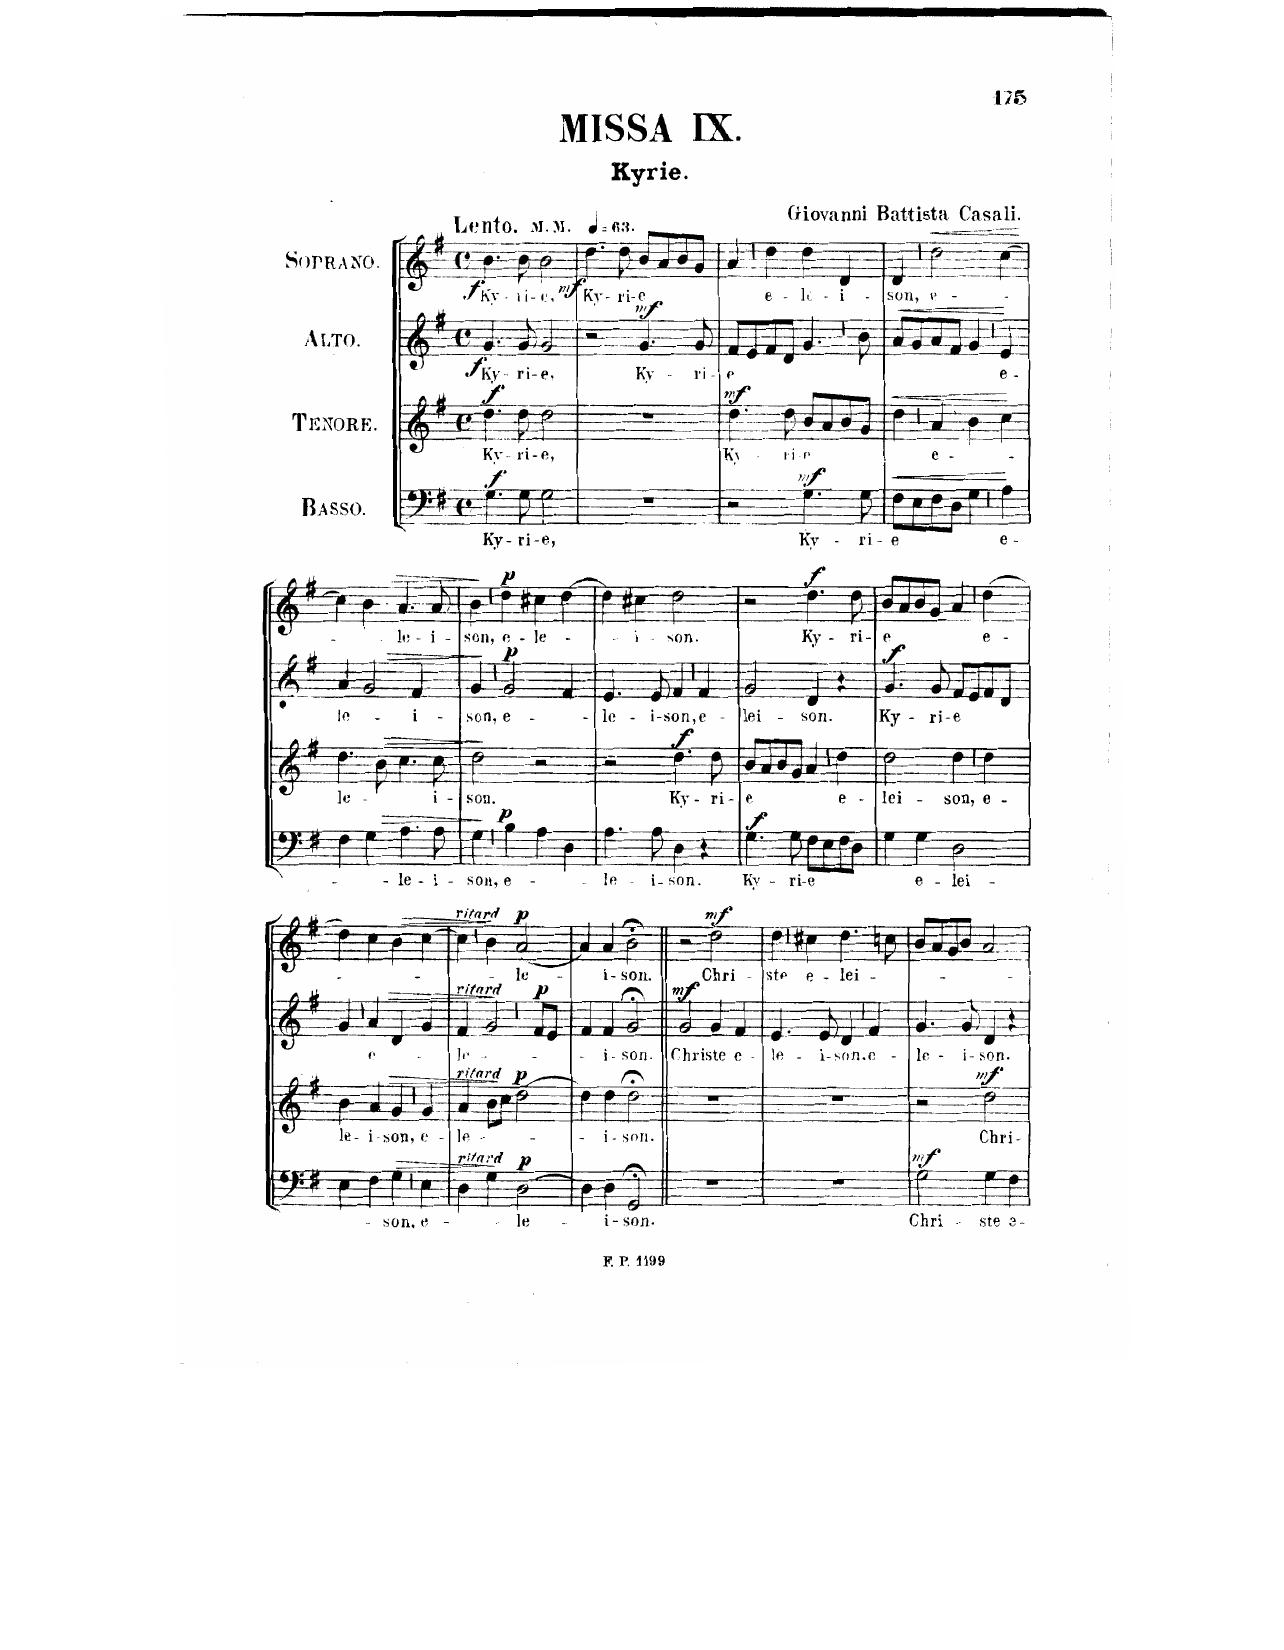 175
MISSA IX.
Kyrie.
Giovanni Battista Casali.
Lento. M. M. ♩= 63.
SOPRANO.
f Ky - ri - e, mf Ky - ri - e e - le - i - son, e -
mf
ALTO.
f Ky - ri - e, Ky - ri - e e -
f mf
TENORE.
Ky - ri - e, Ky - ri - e e -
f mf
BASSO.
Ky - ri - e, Ky - ri - e e -
p f
le - i - son, e - le - i - son. Ky - ri - e e -
p f
le - i - son, e - le - i - son, e - lei - son. Ky - ri - e
f
le - i - son. Ky - ri - e e - lei - son, e -
p f
- le - i - son, e - le - i - son. Ky - ri - e e - lei -
ritard p mf
le - i - son. Chri - ste e - lei -
ritard p mf
e - le - i - son. Christe e - le - i - son. e - le - i - son.
ritard p mf
le - i - son, e - le - i - son. Chri -
ritard p mf
- son, e - le - i - son. Chri - ste e -
F. P. 1199